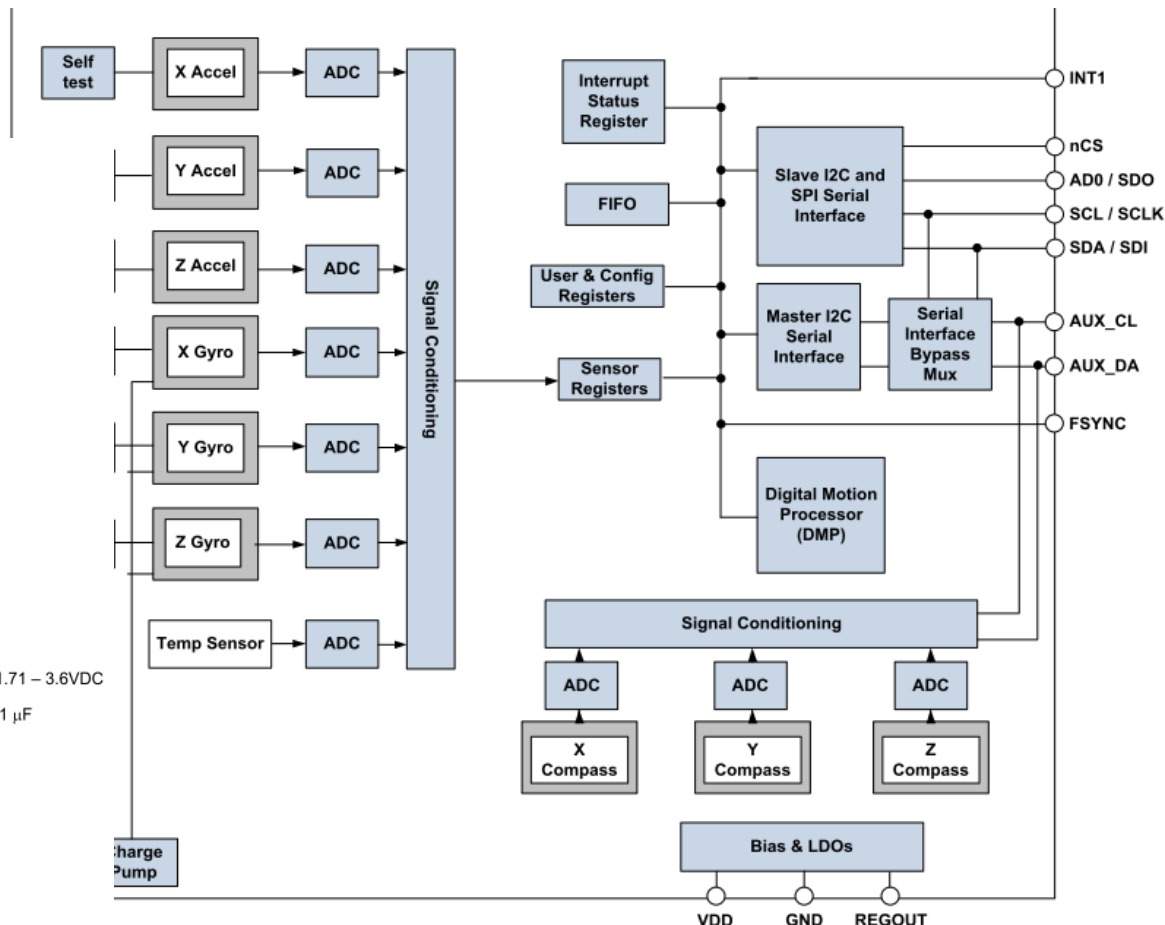 Self
test
X Accel
ADC
Y Accel
ADC
Z Accel
ADC
X Gyro
ADC
Y Gyro
ADC
Z Gyro
ADC
Temp Sensor
ADC
Signal Conditioning
Interrupt
Status
Register
FIFO
User & Config
Registers
Sensor
Registers
Slave I2C and
SPI Serial
Interface
Master I2C
Serial
Interface
Serial
Interface
Bypass
Mux
Digital Motion
Processor
(DMP)
INT1
nCS
AD0 / SDO
SCL / SCLK
SDA / SDI
AUX_CL
AUX_DA
FSYNC
Signal Conditioning
ADC
ADC
ADC
X
Compass
Y
Compass
Z
Compass
1.71 – 3.6VDC
1 μF
Charge
Pump
Bias & LDOs
VDD
GND
REGOUT